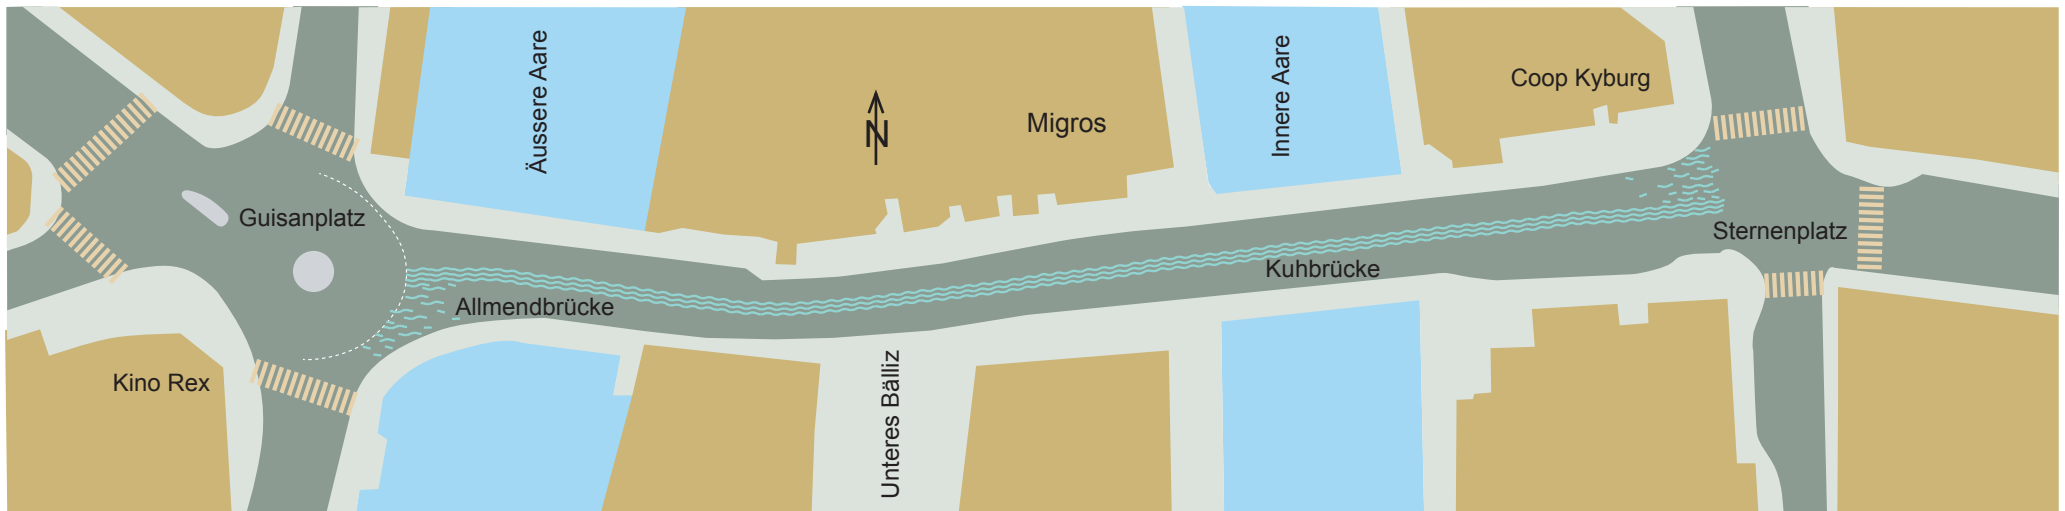 Äussere Aare
N
Migros
Innere Aare
Coop Kyburg
Guisanplatz
Sternenplatz
Kuhbrücke
Allmendbrücke
Kino Rex
Unteres Bälliz